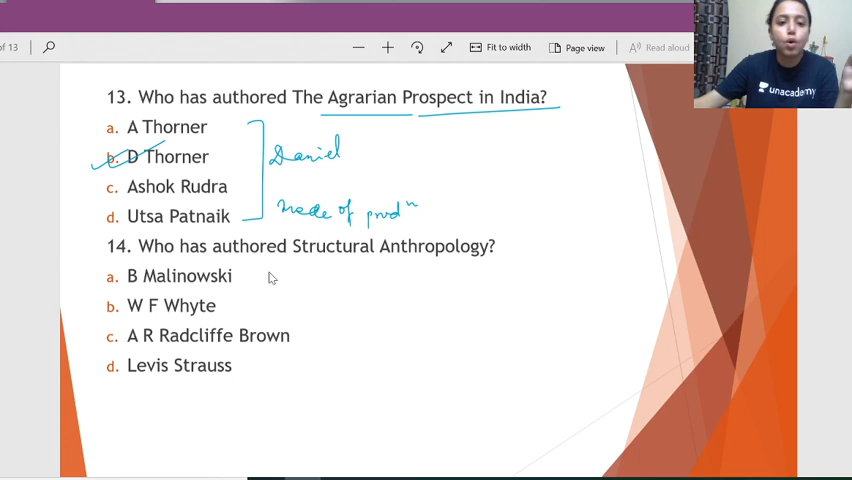 of 13
Fit to width
Page view
Read aloud
unacademy
13. Who has authored The Agrarian Prospect in India?
a. A Thorner
b. D Thorner
Daniel
c. Ashok Rudra
d. Utsa Patnaik
mode of prodn
14. Who has authored Structural Anthropology?
a. B Malinowski
b. W F Whyte
c. A R Radcliffe Brown
d. Levis Strauss